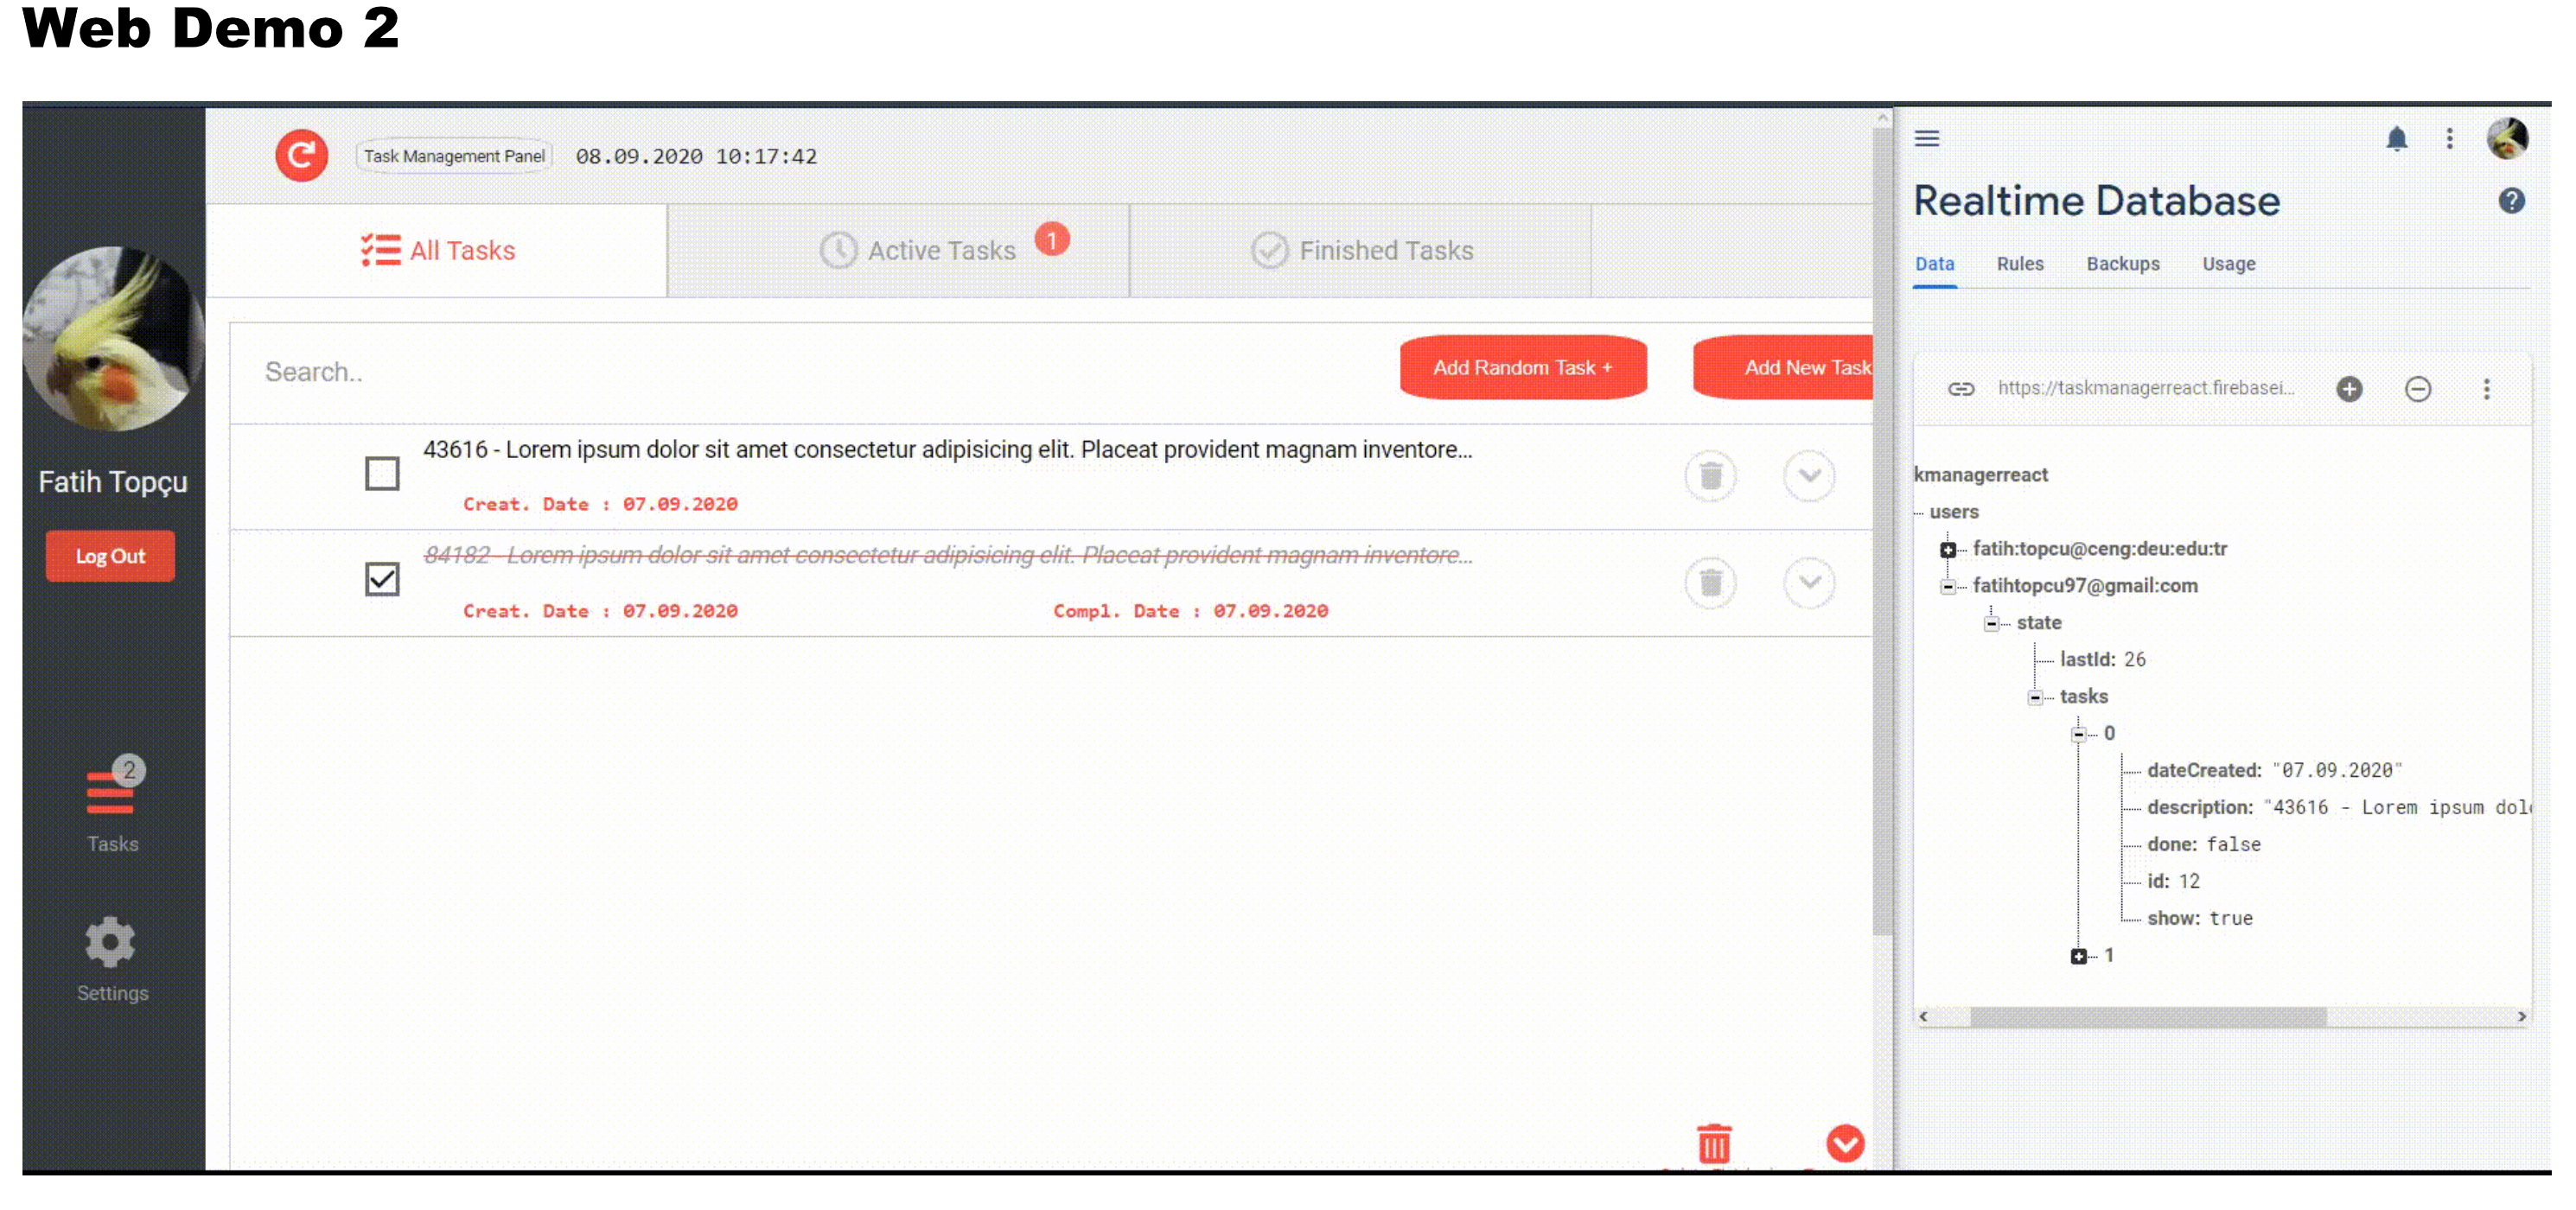 Web Demo 2
Task Management Panel 08.09.2020 10:17:42
All Tasks
Active Tasks 1
Finished Tasks
Search..
Add Random Task +
Add New Task
43616 - Lorem ipsum dolor sit amet consectetur adipisicing elit. Placeat provident magnam inventore...
Creat. Date : 07.09.2020
84182 - Lorem ipsum dolor sit amet consectetur adipisicing elit. Placeat provident magnam inventore...
Creat. Date : 07.09.2020 Compl. Date : 07.09.2020
Fatih Topçu
Log Out
2
Tasks
Settings
Realtime Database
Data Rules Backups Usage
https://taskmanagerreact.firebasei...
kmanagerreact
users
fatih:topcu@ceng:deu:edu:tr
fatihtopcu97@gmail:com
state
lastId: 26
tasks
0
dateCreated: "07.09.2020"
description: "43616 - Lorem ipsum dol
done: false
id: 12
show: true
1